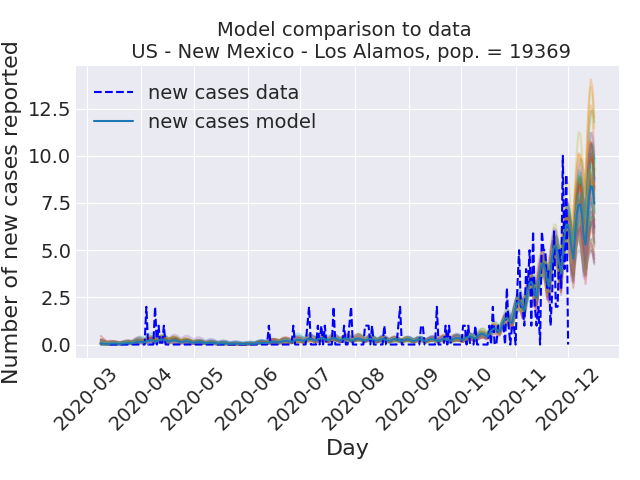 Model comparison to data
US - New Mexico - Los Alamos, pop. = 19369
new cases data
new cases model
Number of new cases reported
12.5
10.0
7.5
5.0
2.5
0.0
2020-03
2020-04
2020-05
2020-06
2020-07
2020-08
2020-09
2020-10
2020-11
2020-12
Day